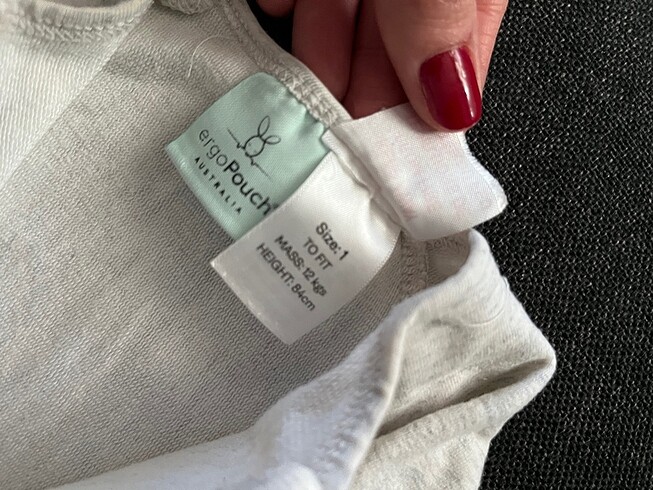 ergoPouch
AUSTRALIA
Size: 1
TO FIT
MASS: 12 kgs
HEIGHT: 84cm